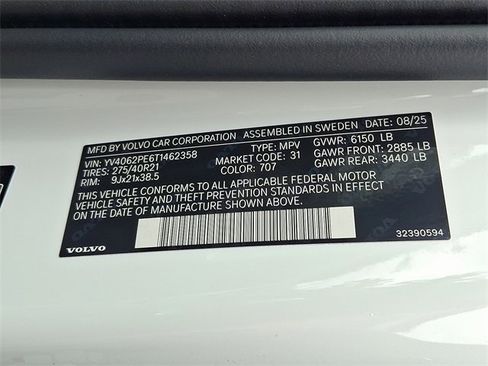 MFD BY VOLVO CAR CORPORATION ASSEMBLED IN SWEDEN DATE: 08/25
VIN: YV4062PE6T1462358 TYPE: MPV GVWR: 6150 LB
TIRES: 275/40R21 MARKET CODE: 31 GAWR FRONT: 2885 LB
RIM: 9Jx21x38.5 COLOR: 707 GAWR REAR: 3440 LB
THIS VEHICLE CONFORMS TO ALL APPLICABLE FEDERAL MOTOR
VEHICLE SAFETY AND THEFT PREVENTION STANDARDS IN EFFECT
ON THE DATE OF MANUFACTURE SHOWN ABOVE.
VOLVO 32390594